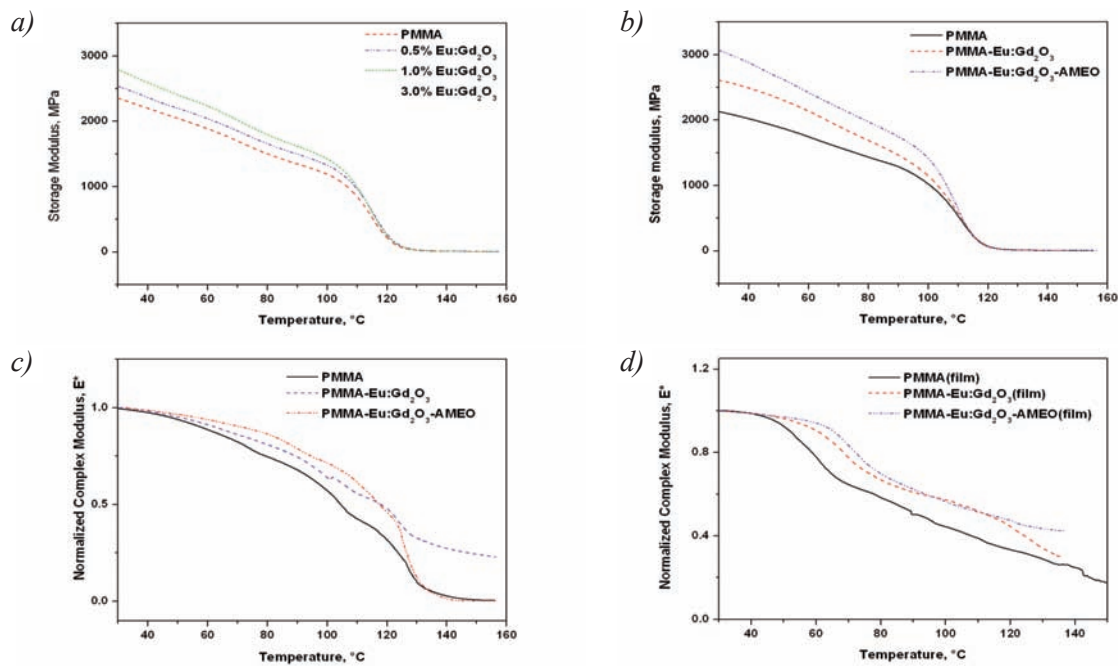 a)
PMMA
0.5% Eu:Gd₂O₃
1.0% Eu:Gd₂O₃
3.0% Eu:Gd₂O₃
Storage Modulus, MPa
3000
2000
1000
0
40 60 80 100 120 140 160
Temperature, °C
b)
PMMA
PMMA-Eu:Gd₂O₃
PMMA-Eu:Gd₂O₃-AMEO
Storage modulus, MPa
3000
2000
1000
0
40 60 80 100 120 140 160
Temperature, °C
c)
PMMA
PMMA-Eu:Gd₂O₃
PMMA-Eu:Gd₂O₃-AMEO
Normalized Complex Modulus, E*
1.0
0.5
0.0
40 60 80 100 120 140 160
Temperature, °C
d)
PMMA(film)
PMMA-Eu:Gd₂O₃(film)
PMMA-Eu:Gd₂O₃-AMEO(film)
Normalized Complex Modulus, E*
1.2
0.8
0.4
0.0
40 60 80 100 120 140
Temperature, °C